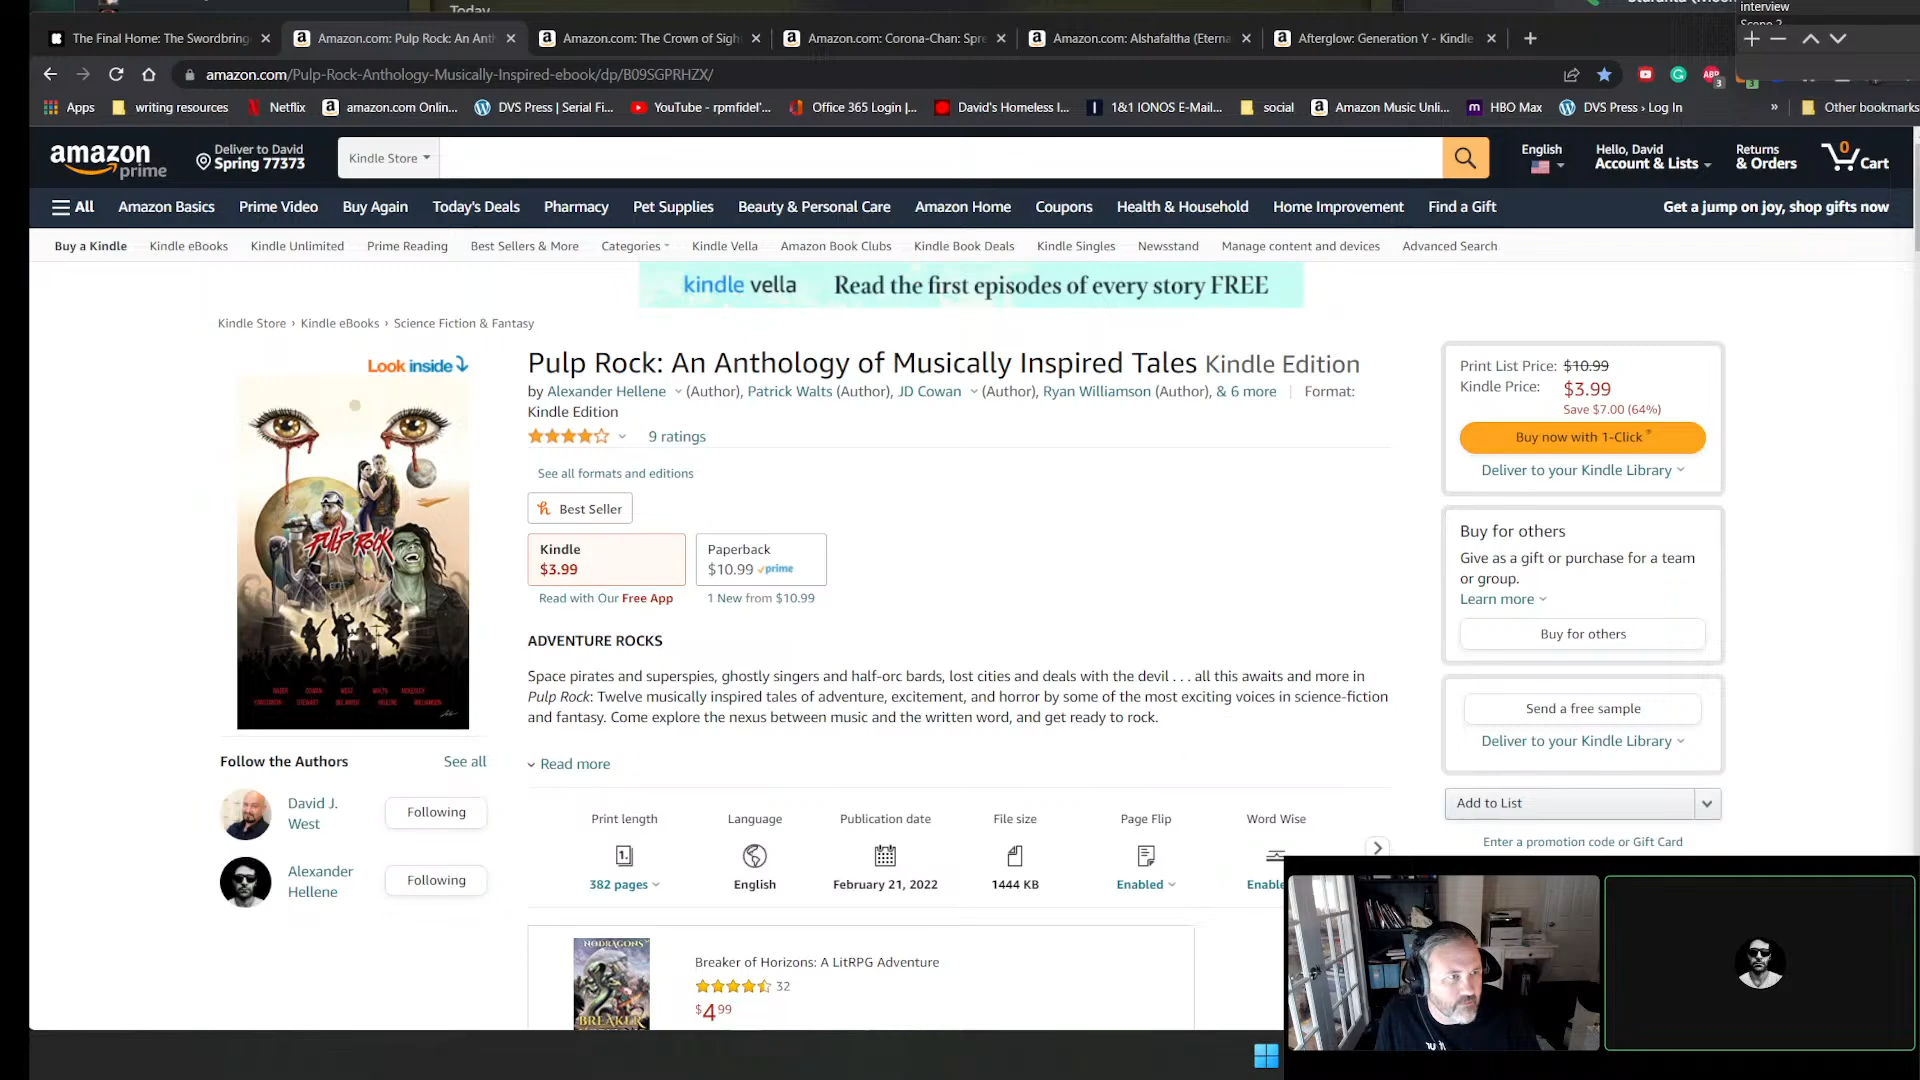 Today
interview
The Final Home: The Swordbring
Amazon.com: Pulp Rock: An Anth
Amazon.com: The Crown of Sigh
Amazon.com: Corona-Chan: Spre
Amazon.com: Alshafaltha (Eterna
Afterglow: Generation Y - Kindle
amazon.com/Pulp-Rock-Anthology-Musically-Inspired-ebook/dp/B09SGPRHZX/
ABP
3
3
Apps
writing resources
Netflix
amazon.com Onlin...
DVS Press | Serial Fi...
YouTube - rpmfidel'...
Office 365 Login |...
David's Homeless I...
1&1 IONOS E-Mail...
social
Amazon Music Unli...
HBO Max
DVS Press › Log In
»
Other bookmarks
amazon prime
Deliver to David
Spring 77373
Kindle Store
English
Hello, David
Account & Lists
Returns
& Orders
0
Cart
All
Amazon Basics
Prime Video
Buy Again
Today's Deals
Pharmacy
Pet Supplies
Beauty & Personal Care
Amazon Home
Coupons
Health & Household
Home Improvement
Find a Gift
Get a jump on joy, shop gifts now
Buy a Kindle
Kindle eBooks
Kindle Unlimited
Prime Reading
Best Sellers & More
Categories
Kindle Vella
Amazon Book Clubs
Kindle Book Deals
Kindle Singles
Newsstand
Manage content and devices
Advanced Search
kindle vella Read the first episodes of every story FREE
Kindle Store › Kindle eBooks › Science Fiction & Fantasy
Look inside
PULP ROCK
Follow the Authors
See all
David J.
West
Following
Alexander
Hellene
Following
Pulp Rock: An Anthology of Musically Inspired Tales Kindle Edition
by Alexander Hellene (Author), Patrick Walts (Author), JD Cowan (Author), Ryan Williamson (Author), & 6 more | Format:
Kindle Edition
9 ratings
See all formats and editions
Best Seller
Kindle
$3.99
Read with Our Free App
Paperback
$10.99 prime
1 New from $10.99
ADVENTURE ROCKS
Space pirates and superspies, ghostly singers and half-orc bards, lost cities and deals with the devil . . . all this awaits and more in
Pulp Rock: Twelve musically inspired tales of adventure, excitement, and horror by some of the most exciting voices in science-fiction
and fantasy. Come explore the nexus between music and the written word, and get ready to rock.
Read more
Print length
382 pages
Language
English
Publication date
February 21, 2022
File size
1444 KB
Page Flip
Enabled
Word Wise
Enable
NODRAGONS
BREAKER
Breaker of Horizons: A LitRPG Adventure
32
$4 99
Print List Price: $10.99
Kindle Price: $3.99
Save $7.00 (64%)
Buy now with 1-Click ®
Deliver to your Kindle Library
Buy for others
Give as a gift or purchase for a team
or group.
Learn more
Buy for others
Send a free sample
Deliver to your Kindle Library
Add to List
Enter a promotion code or Gift Card